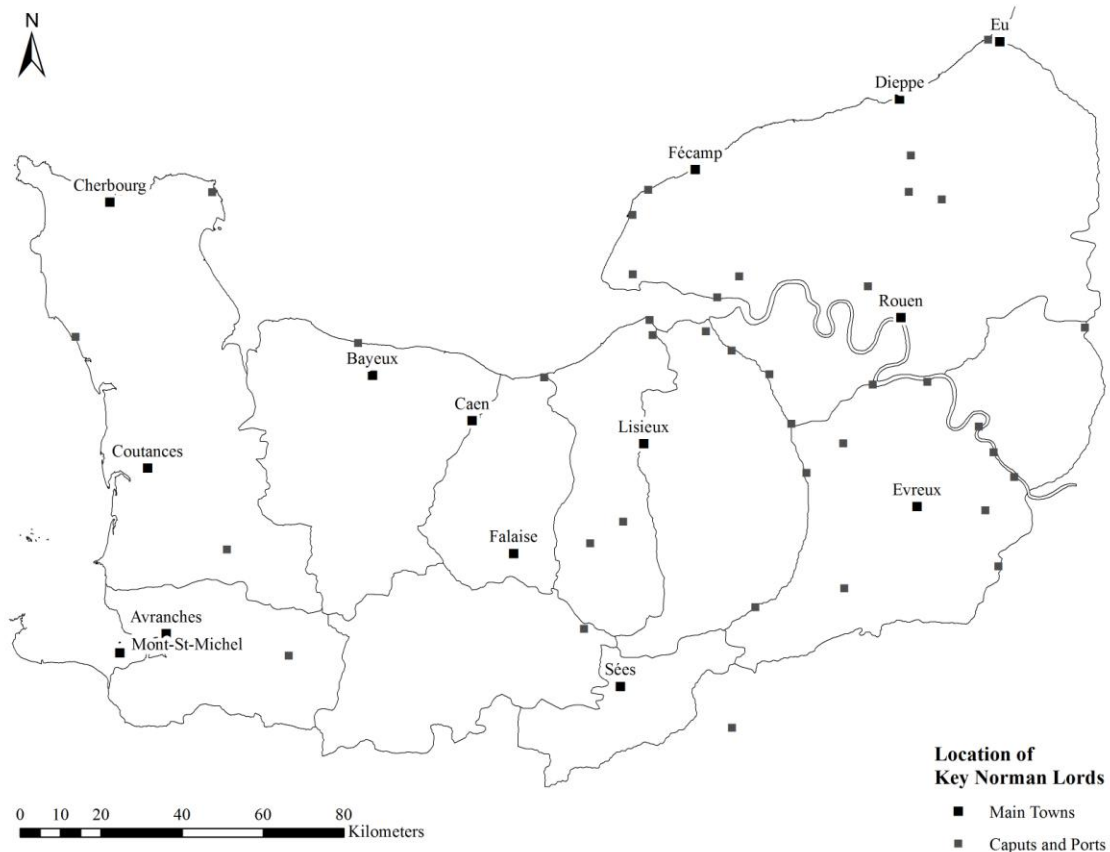 N
Eu
Dieppe
Fécamp
Cherbourg
Rouen
Bayeux
Caen
Lisieux
Coutances
Evreux
Falaise
Avranches
Mont-St-Michel
Sées
Location of
Key Norman Lords
Main Towns
Caputs and Ports
0 10 20 40 60 80
Kilometers